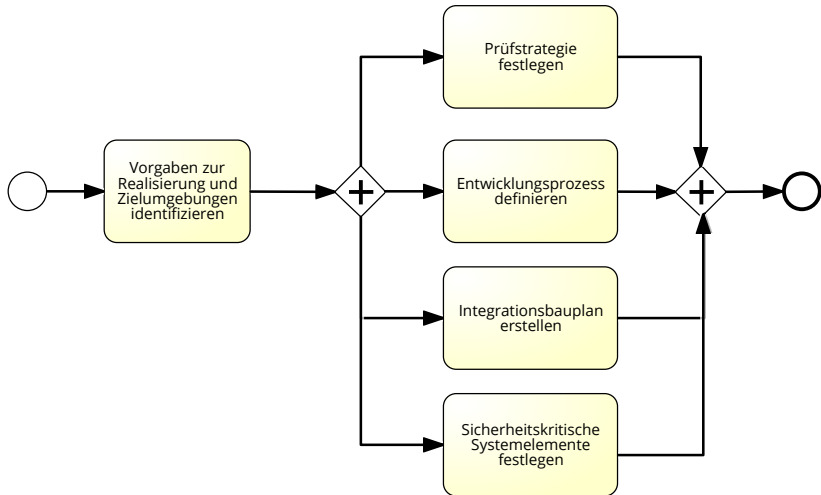 Prüfstrategie
festlegen
Vorgaben zur
Realisierung und
Zielumgebungen
identifizieren
Entwicklungsprozess
definieren
Integrationsbauplan
erstellen
Sicherheitskritische
Systemelemente
festlegen